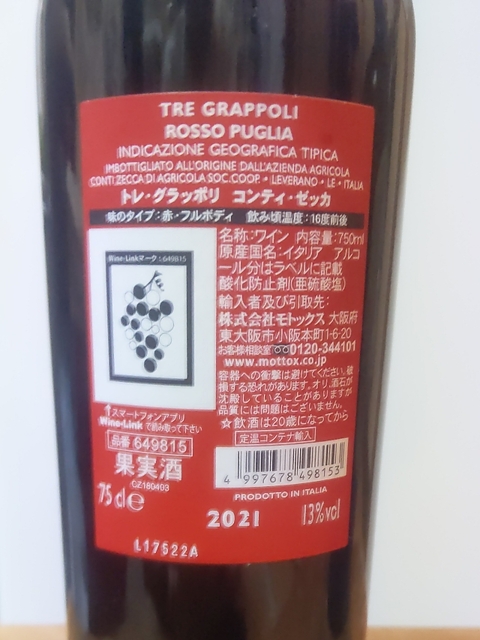 TRE GRAPPOLI
ROSSO PUGLIA
INDICAZIONE GEOGRAFICA TIPICA
IMBOTTIGLIATO ALL'ORIGINE DALL'AZIENDA AGRICOLA
CONTI ZECCA DI AGRICOLA SOC. COOP. • LEVERANO • LE • ITALIA
トレ・グラッポリ コンティ・ゼッカ
味のタイプ:赤・フルボディ 飲み頃温度:16度前後
Wine-Linkマーク:649815
↑スマートフォンアプリ
Wine-Link で読み取って下さい
品番 649815
果実酒
CZ180403
75 cl e
名称:ワイン 内容量:750ml
原産国名:イタリア アルコ
ール分はラベルに記載
酸化防止剤(亜硫酸塩)
輸入者及び引取先:
株式会社モトックス 大阪府
東大阪市小阪本町1-6-20
お客様相談室 0120-344101
www.mottox.co.jp
容器への衝撃は避けてください。破
損する恐れがあります。オリ、酒石が
沈殿していることがありますが
品質には問題はございません。
☆飲酒は20歳になってから
定温コンテナ輸入
4 997678 498153
PRODOTTO IN ITALIA
2021
13% vol
L17522A